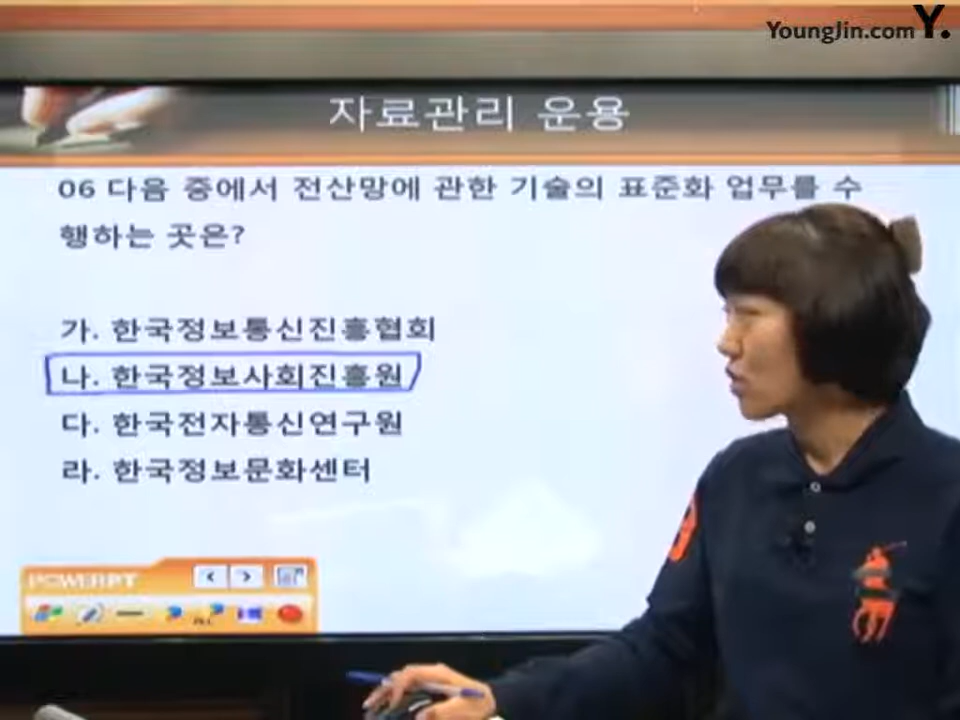 YoungJin.com Y.
자료관리 운용
06 다음 중에서 전산망에 관한 기술의 표준화 업무를 수
행하는 곳은?
가. 한국정보통신진흥협회
나. 한국정보사회진흥원
다. 한국전자통신연구원
라. 한국정보문화센터
POWERPT